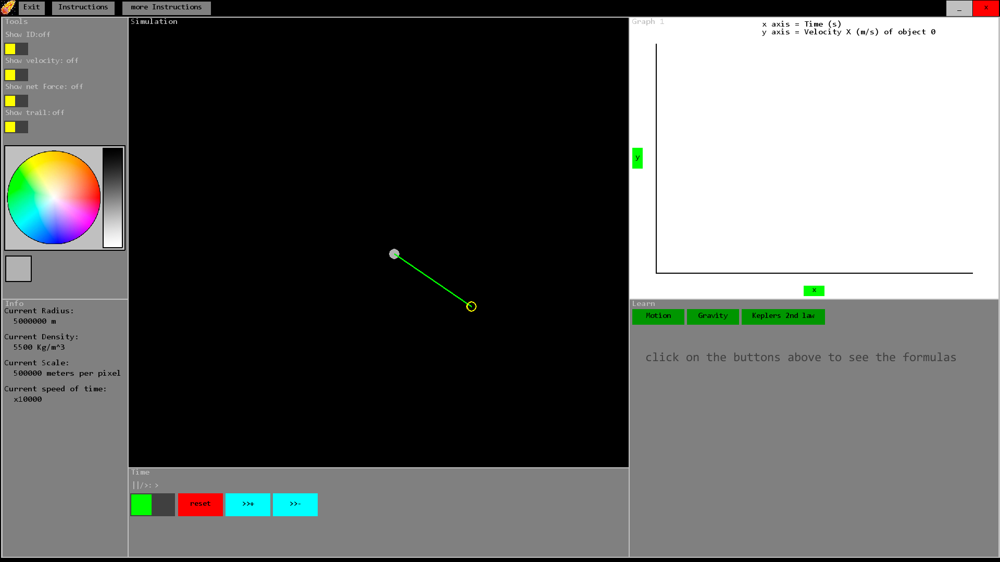 Exit
Instructions
more Instructions
_
x
Tools
Show ID:off
Show velocity: off
Show net Force: off
Show trail:off
Info
Current Radius:
5000000 m
Current Density:
5500 Kg/m^3
Current Scale:
500000 meters per pixel
Current speed of time:
x10000
Simulation
Time
||/>: >
reset
>>+
>>-
Graph 1
x axis = Time (s)
y axis = Velocity X (m/s) of object 0
y
x
Learn
Motion
Gravity
Keplers 2nd law
click on the buttons above to see the formulas